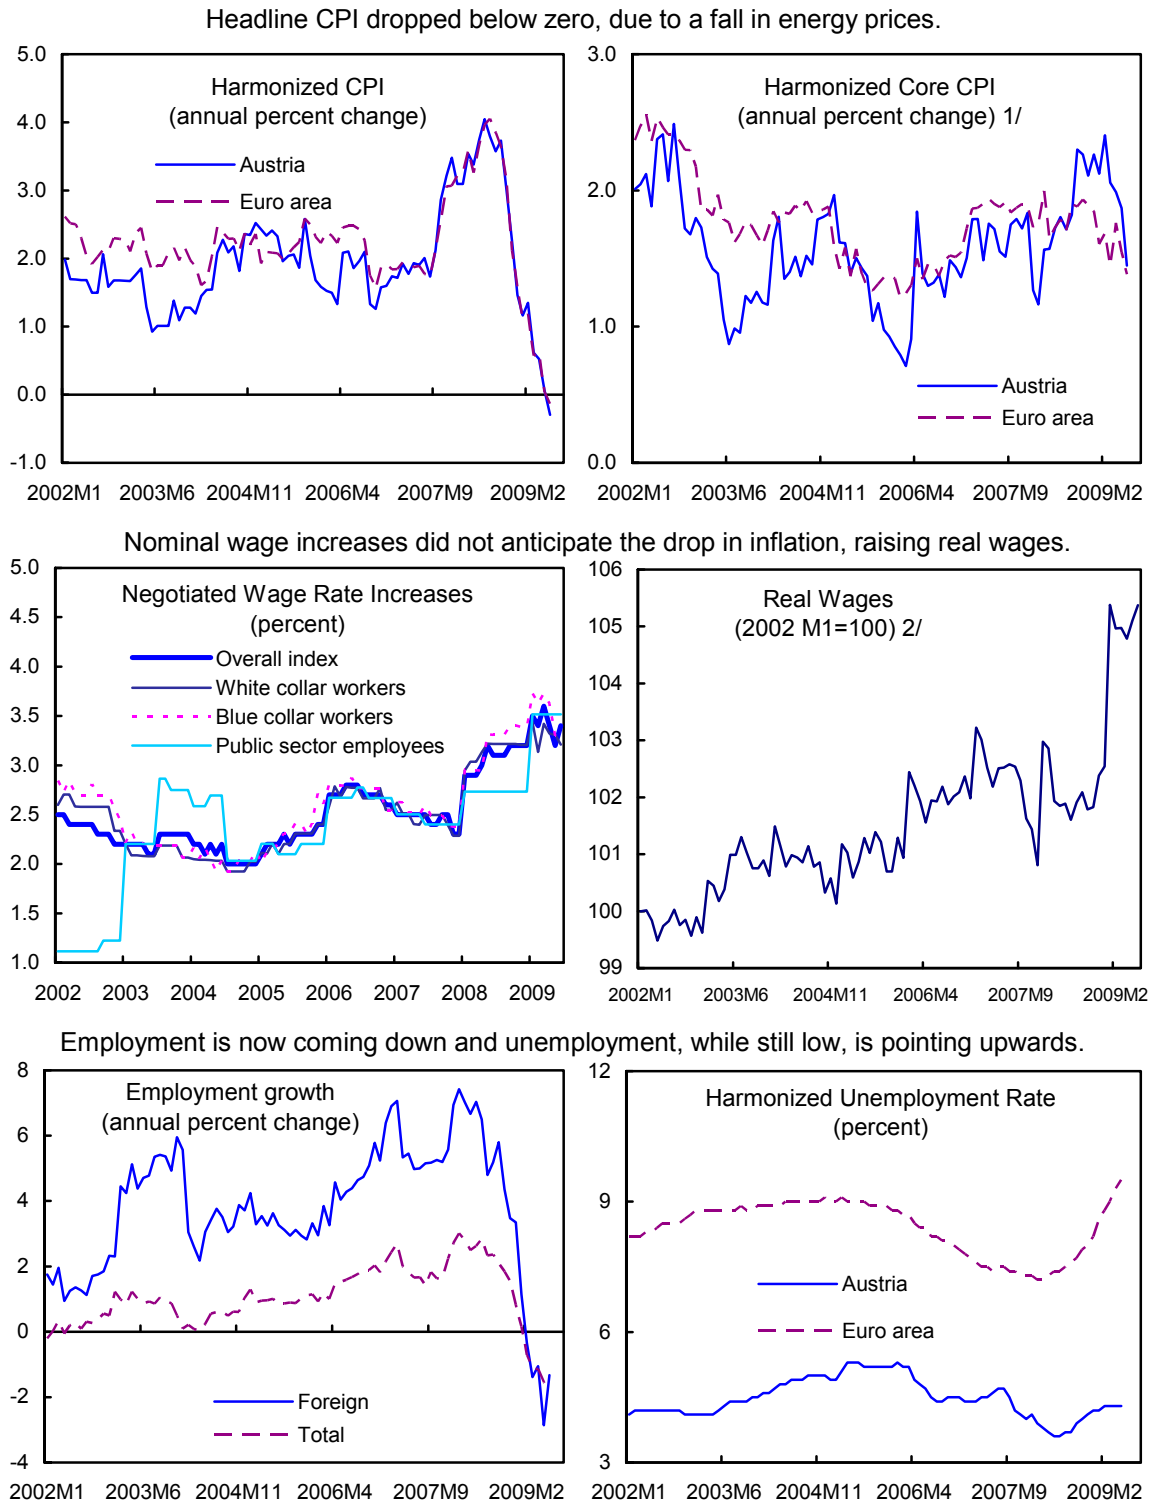 Headline CPI dropped below zero, due to a fall in energy prices.
Harmonized CPI
(annual percent change)
Austria
Euro area
5.0
4.0
3.0
2.0
1.0
0.0
-1.0
2002M1 2003M6 2004M11 2006M4 2007M9 2009M2
Harmonized Core CPI
(annual percent change) 1/
Austria
Euro area
3.0
2.0
1.0
0.0
2002M1 2003M6 2004M11 2006M4 2007M9 2009M2
Nominal wage increases did not anticipate the drop in inflation, raising real wages.
Negotiated Wage Rate Increases
(percent)
Overall index
White collar workers
Blue collar workers
Public sector employees
5.0
4.5
4.0
3.5
3.0
2.5
2.0
1.5
1.0
2002 2003 2004 2005 2006 2007 2008 2009
Real Wages
(2002 M1=100) 2/
106
105
104
103
102
101
100
99
2002M1 2003M6 2004M11 2006M4 2007M9 2009M2
Employment is now coming down and unemployment, while still low, is pointing upwards.
Employment growth
(annual percent change)
Foreign
Total
8
6
4
2
0
-2
-4
2002M1 2003M6 2004M11 2006M4 2007M9 2009M2
Harmonized Unemployment Rate
(percent)
Austria
Euro area
12
9
6
3
2002M1 2003M6 2004M11 2006M4 2007M9 2009M2